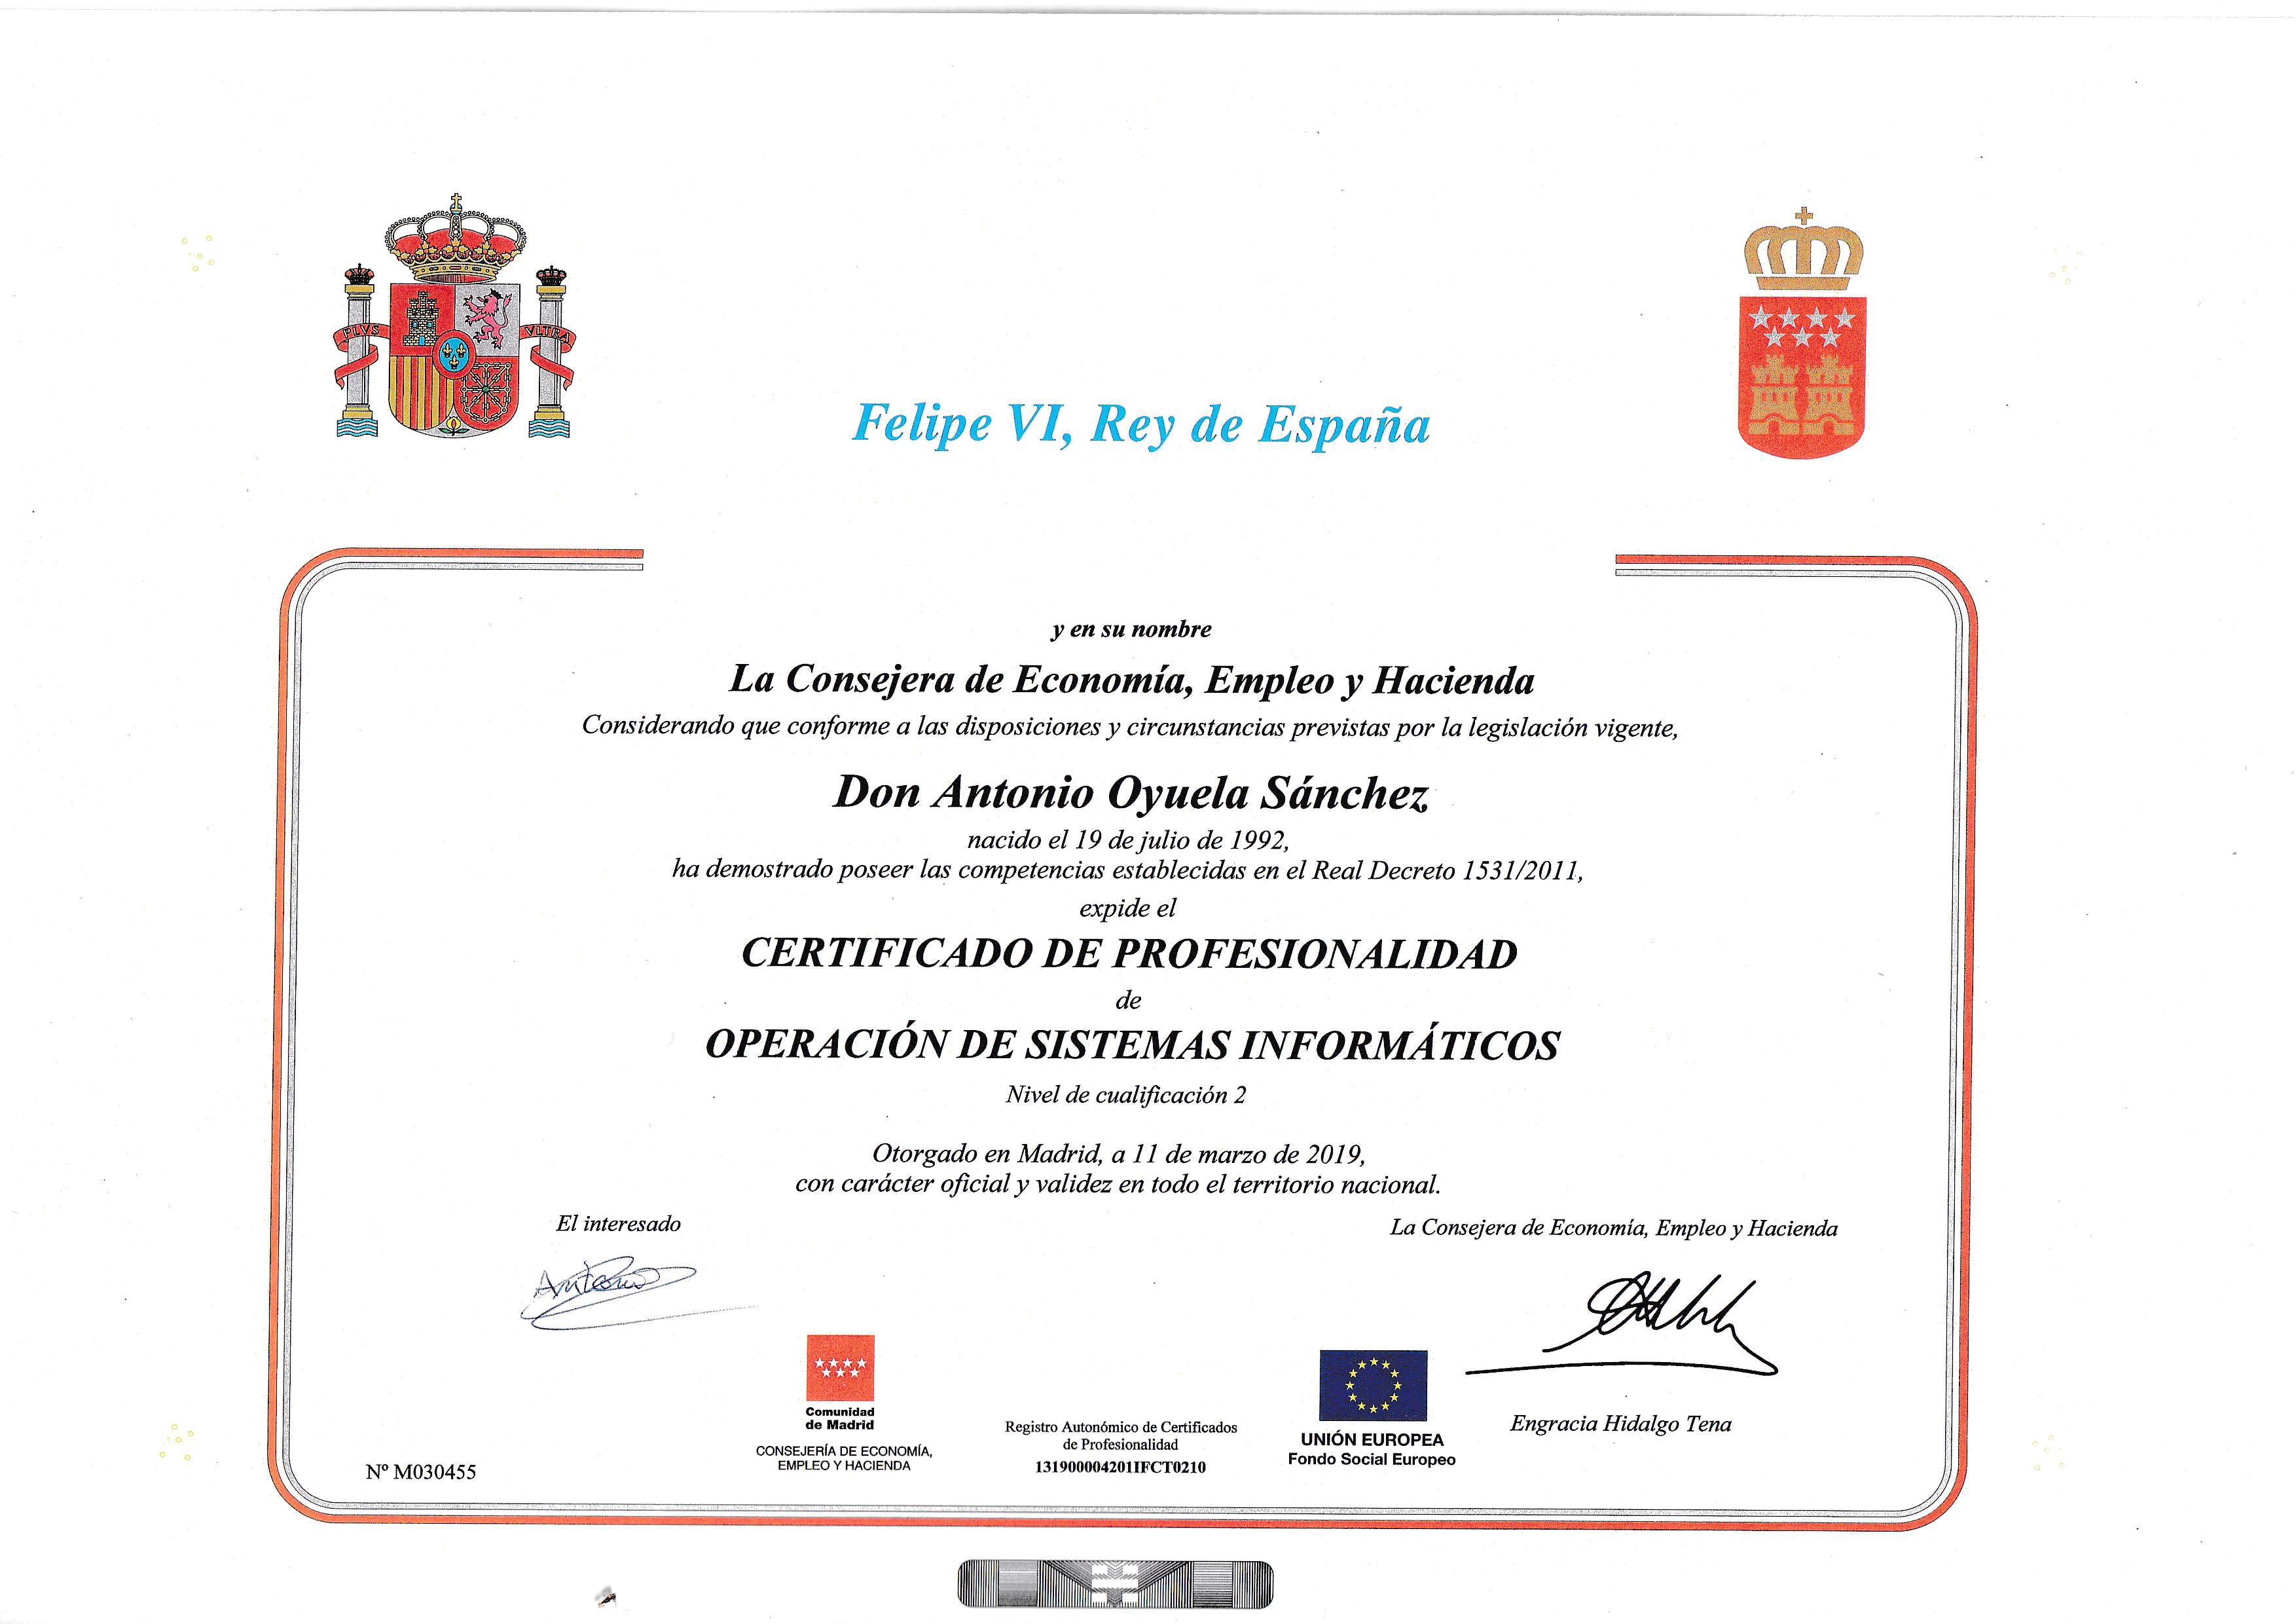 PLVS VLTRA
Felipe VI, Rey de España
y en su nombre
La Consejera de Economía, Empleo y Hacienda
Considerando que conforme a las disposiciones y circunstancias previstas por la legislación vigente,
Don Antonio Oyuela Sánchez
nacido el 19 de julio de 1992,
ha demostrado poseer las competencias establecidas en el Real Decreto 1531/2011,
expide el
CERTIFICADO DE PROFESIONALIDAD
de
OPERACIÓN DE SISTEMAS INFORMÁTICOS
Nivel de cualificación 2
Otorgado en Madrid, a 11 de marzo de 2019,
con carácter oficial y validez en todo el territorio nacional.
El interesado
Antonio
La Consejera de Economía, Empleo y Hacienda
Engracia Hidalgo Tena
Comunidad
de Madrid
CONSEJERÍA DE ECONOMÍA,
EMPLEO Y HACIENDA
Registro Autonómico de Certificados
de Profesionalidad
131900004201IFCT0210
UNIÓN EUROPEA
Fondo Social Europeo
Nº M030455